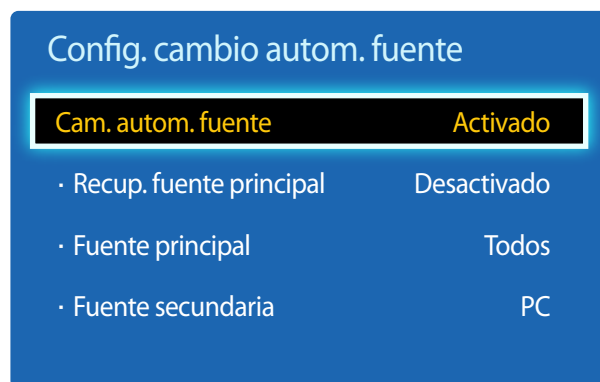 Config. cambio autom. fuente
Cam. autom. fuente Activado
· Recup. fuente principal Desactivado
· Fuente principal Todos
· Fuente secundaria PC